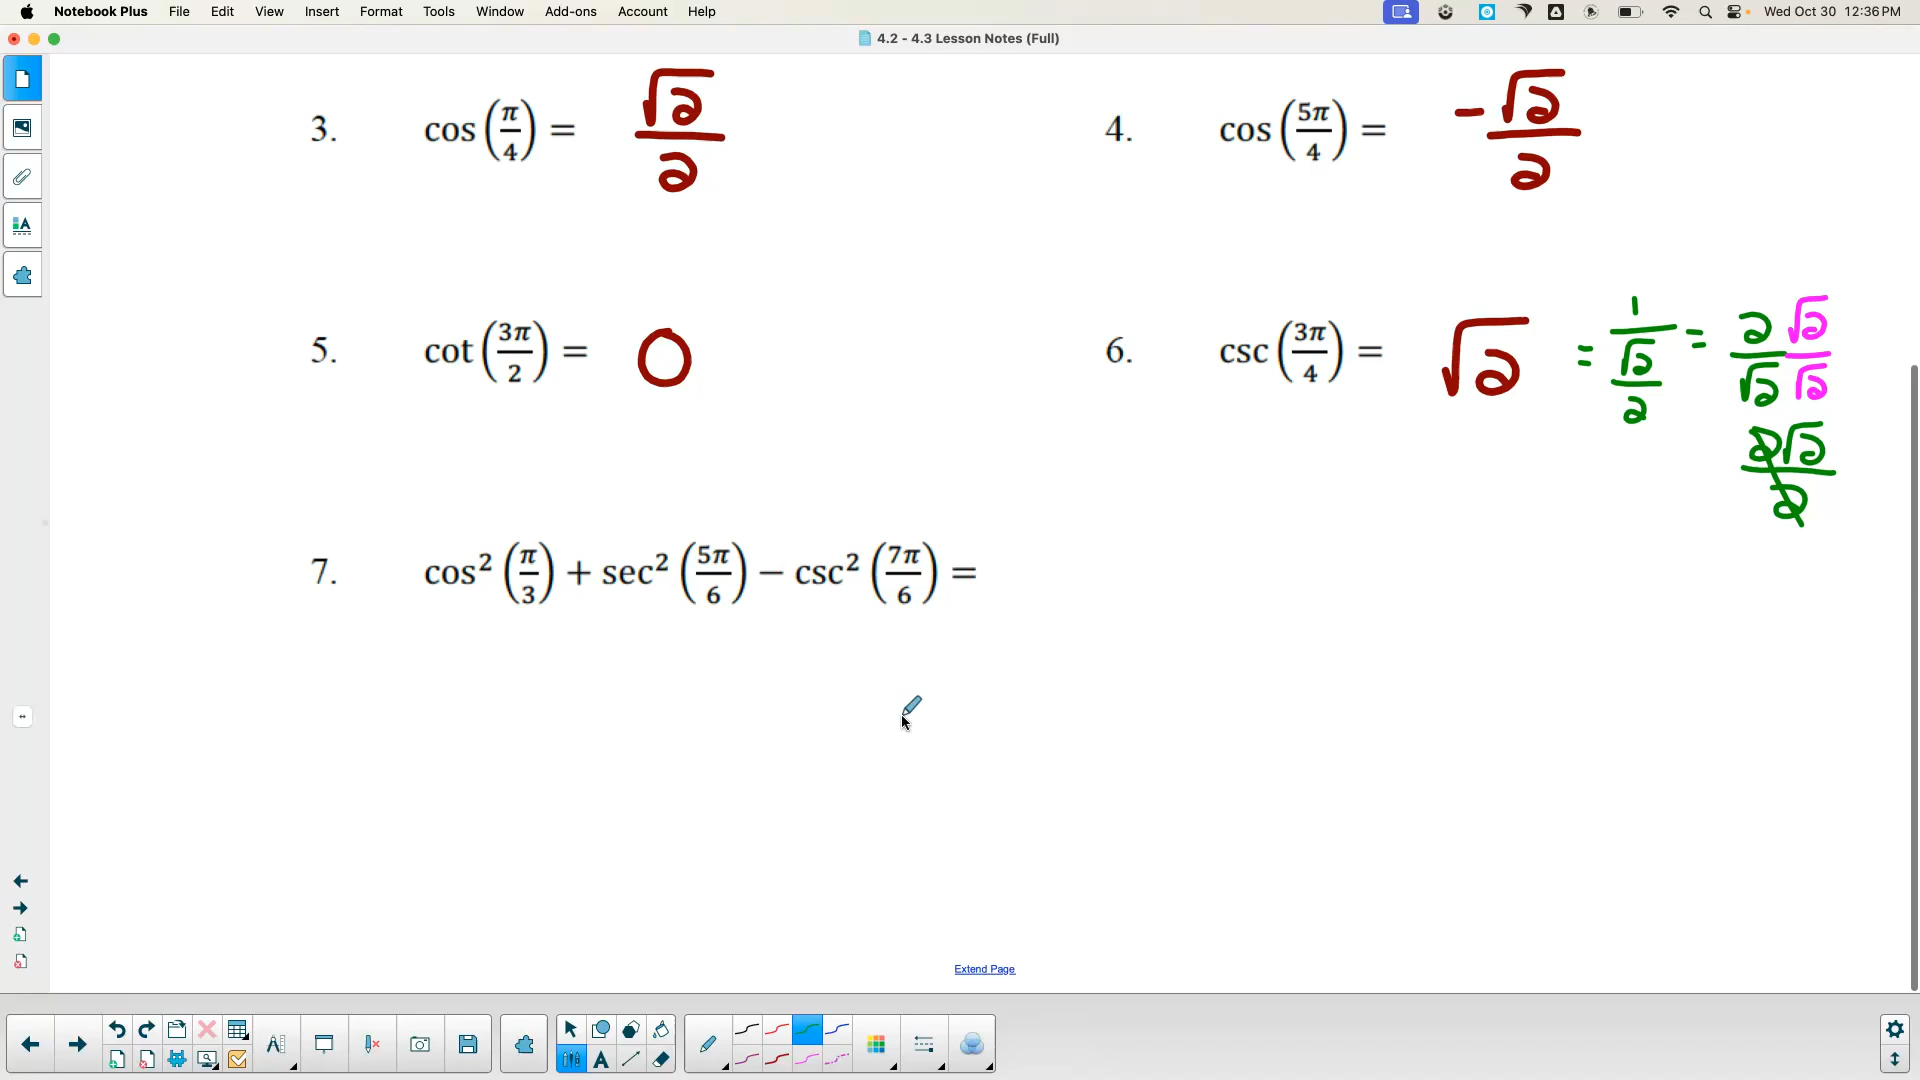 Notebook Plus File Edit View Insert Format Tools Window Add-ons Account Help Wed Oct 30 12:36 PM
4.2 - 4.3 Lesson Notes (Full)
3. cos(π/4) = √2/2
4. cos(5π/4) = -√2/2
5. cot(3π/2) = 0
6. csc(3π/4) = √2 = 1/(√2/2) = 2√2/√2√2
2√2/2
7. cos²(π/3) + sec²(5π/6) − csc²(7π/6) =
Extend Page